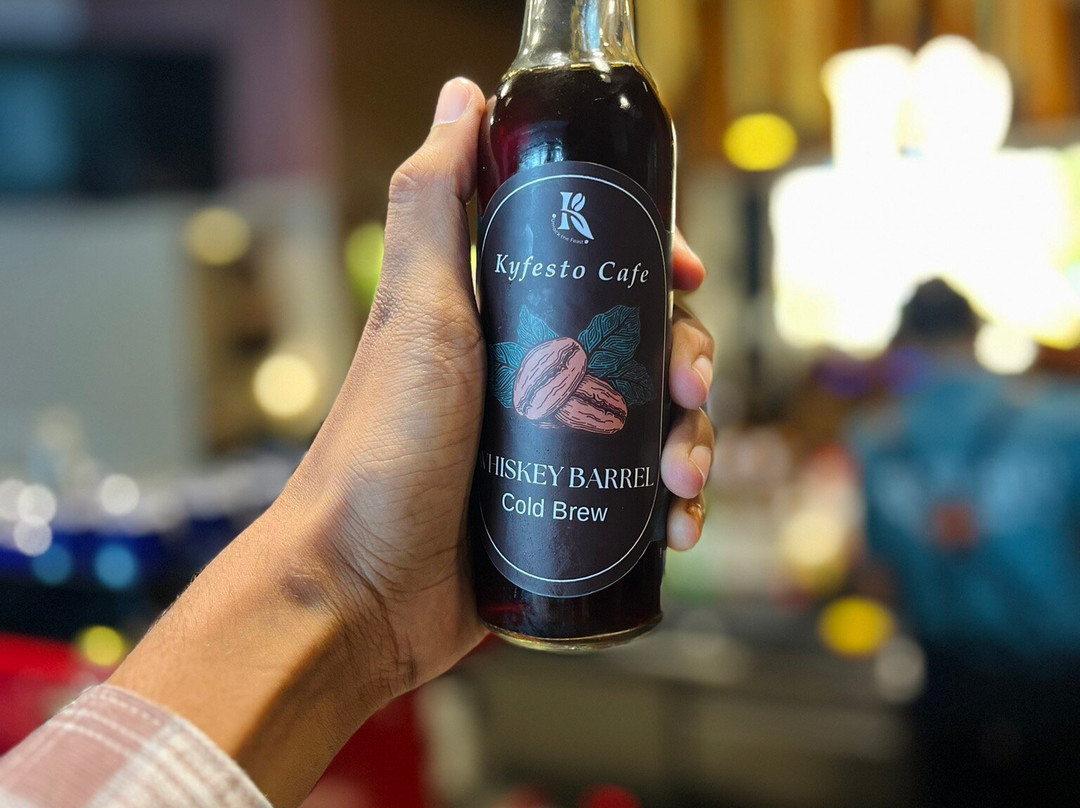 K
Kyfesto Cafe
WHISKEY BARREL
Cold Brew